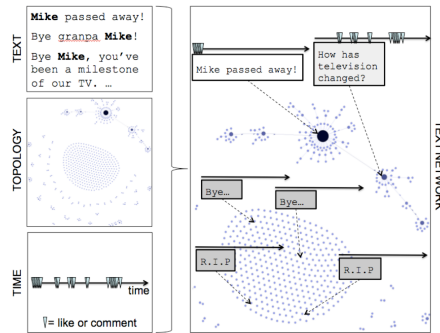 TEXT
Mike passed away!
Bye granpa Mike!
Bye Mike, you've
been a milestone
of our TV. …
TOPOLOGY
TIME
time
= like or comment
Mike passed away!
How has
television
changed?
Bye…
Bye…
R.I.P
R.I.P
TEXT NETWORK